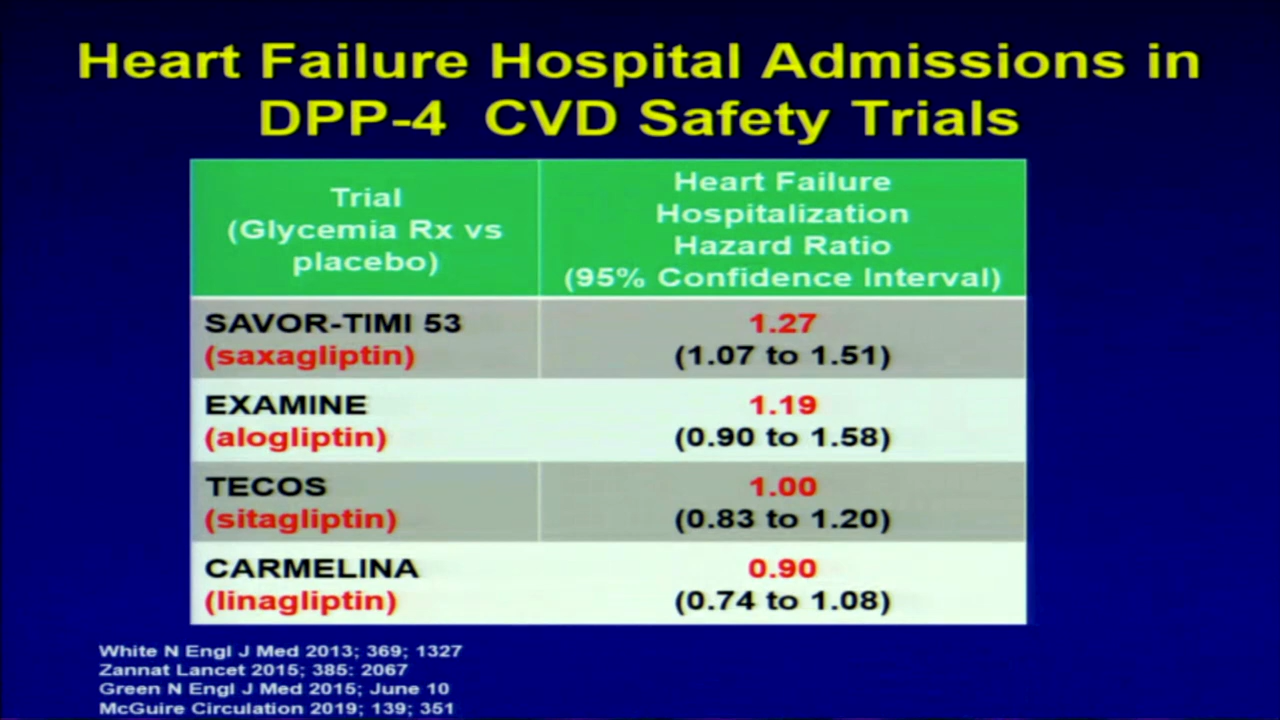 Heart Failure Hospital Admissions in
DPP-4 CVD Safety Trials
Trial
(Glycemia Rx vs
placebo)
Heart Failure
Hospitalization
Hazard Ratio
(95% Confidence Interval)
SAVOR-TIMI 53
(saxagliptin)
1.27
(1.07 to 1.51)
EXAMINE
(alogliptin)
1.19
(0.90 to 1.58)
TECOS
(sitagliptin)
1.00
(0.83 to 1.20)
CARMELINA
(linagliptin)
0.90
(0.74 to 1.08)
White N Engl J Med 2013; 369; 1327
Zannat Lancet 2015; 385: 2067
Green N Engl J Med 2015; June 10
McGuire Circulation 2019; 139; 351